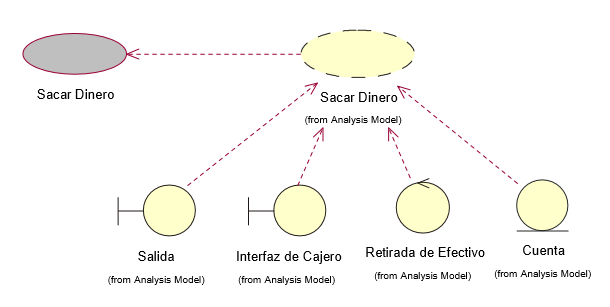 Sacar Dinero
Sacar Dinero
(from Analysis Model)
Salida
(from Analysis Model)
Interfaz de Cajero
(from Analysis Model)
Retirada de Efectivo
(from Analysis Model)
Cuenta
(from Analysis Model)